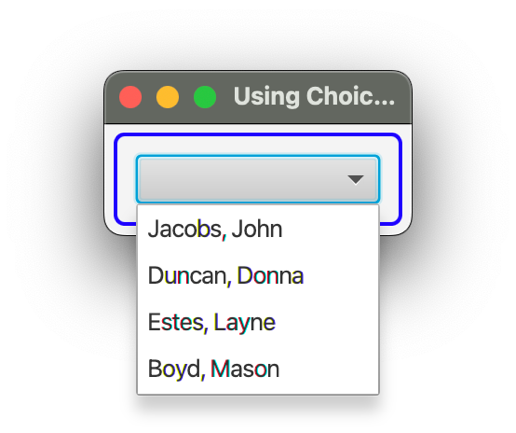 Using Choic...
Jacobs, John
Duncan, Donna
Estes, Layne
Boyd, Mason